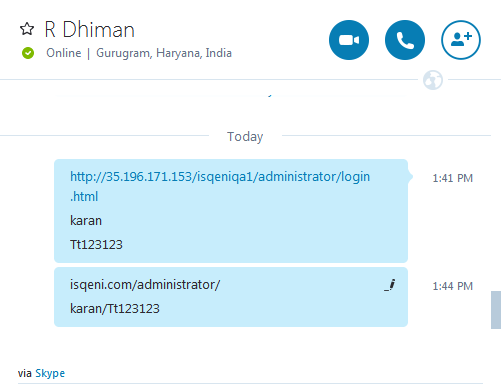 R Dhiman
Online | Gurugram, Haryana, India
Today
http://35.196.171.153/isqeniqa1/administrator/login
.html
1:41 PM
karan
Tt123123
isqeni.com/administrator/
1:44 PM
karan/Tt123123
via Skype